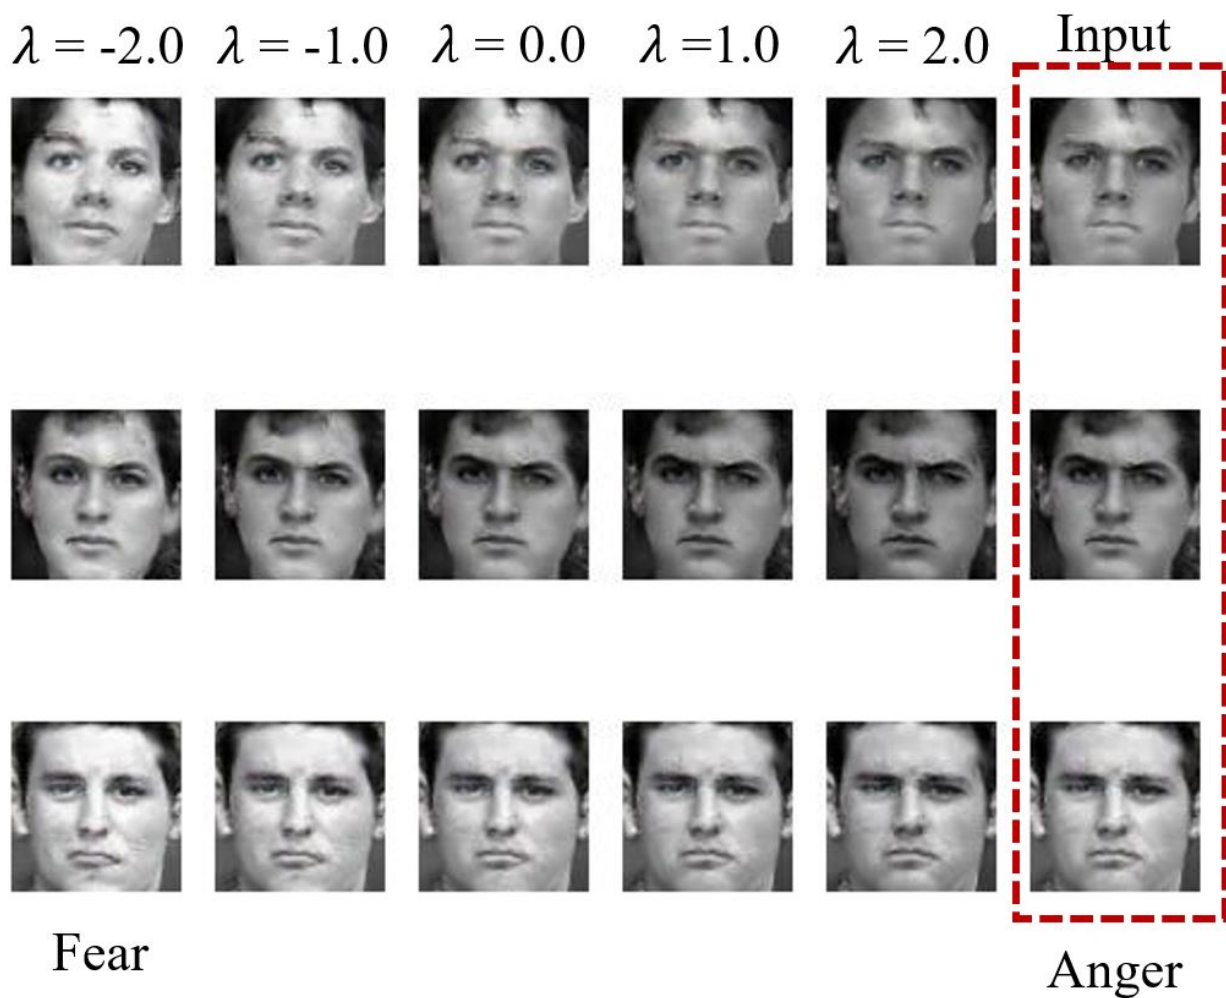 λ = -2.0 λ = -1.0 λ = 0.0 λ =1.0 λ = 2.0 Input
Fear
Anger